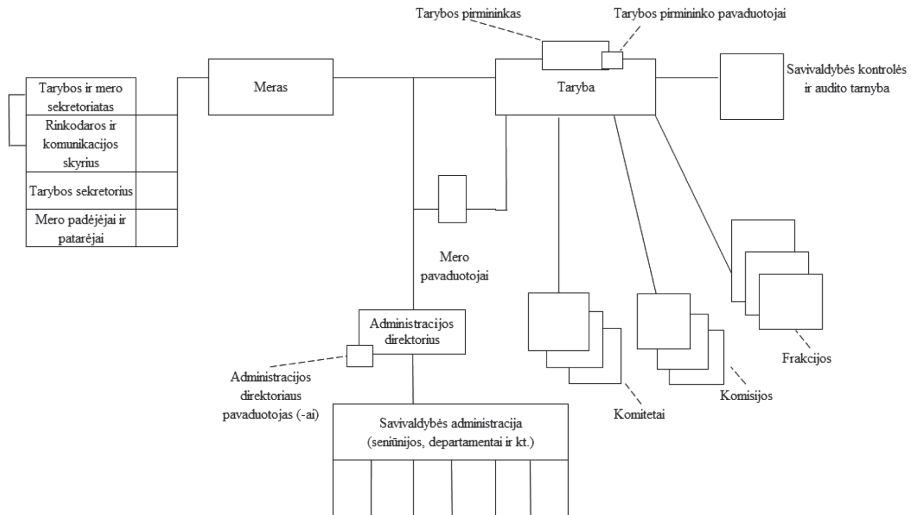 Tarybos pirmininkas
Tarybos pirmininko pavaduotojai
Tarybos ir mero
sekretoriatas
Rinkodaros ir
komunikacijos
skyrius
Tarybos sekretorius
Mero padėjėjai ir
patarėjai
Meras
Taryba
Savivaldybės kontrolės
ir audito tarnyba
Mero
pavaduotojai
Administracijos
direktorius
Administracijos
direktoriaus
pavaduotojas (-ai)
Frakcijos
Komisijos
Komitetai
Savivaldybės administracija
(seniūnijos, departamentai ir kt.)